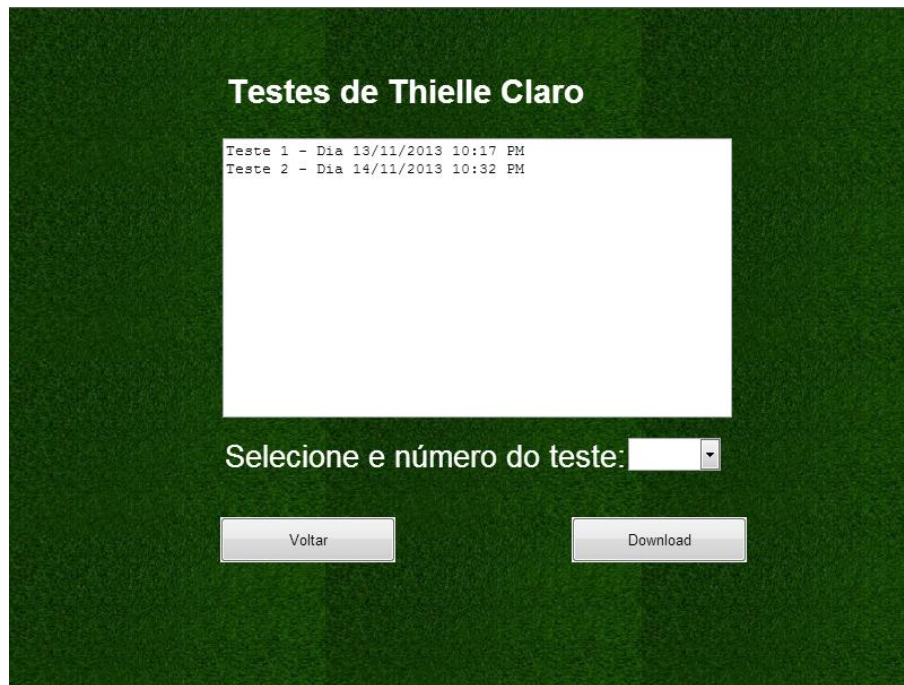 Testes de Thielle Claro
Teste 1 - Dia 13/11/2013 10:17 PM
Teste 2 - Dia 14/11/2013 10:32 PM
Selecione e número do teste:
Voltar
Download